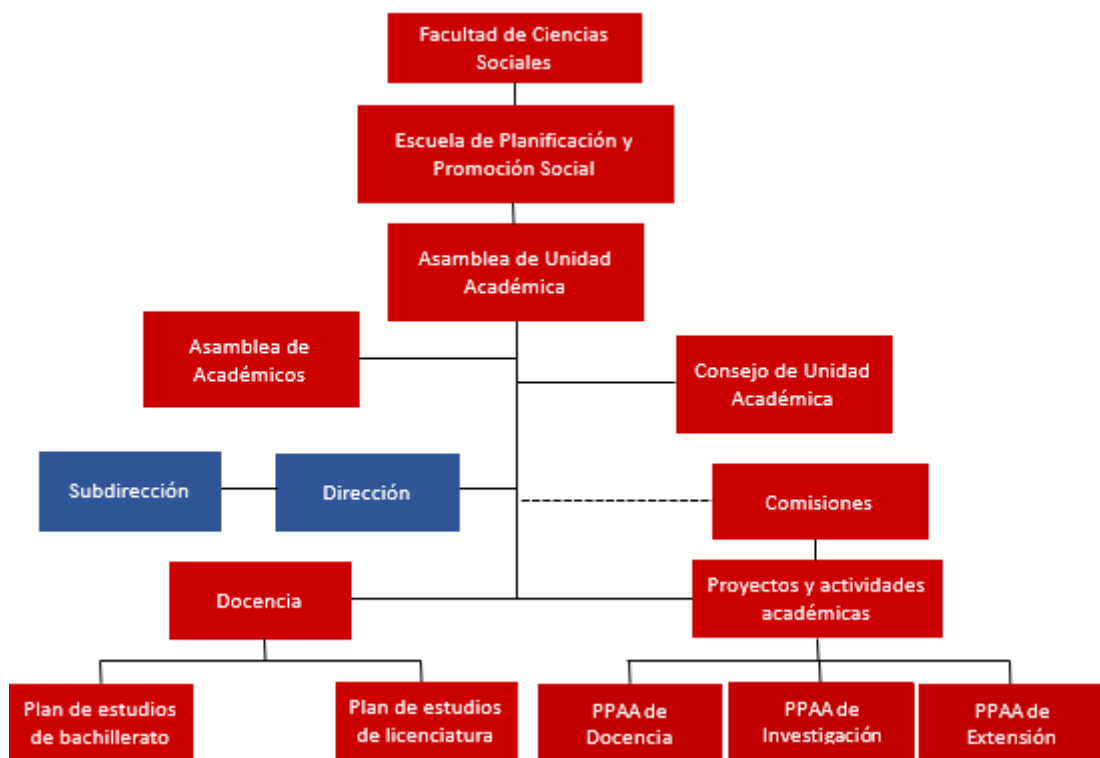 Facultad de Ciencias
Sociales
Escuela de Planificación y
Promoción Social
Asamblea de Unidad
Académica
Asamblea de
Académicos
Consejo de Unidad
Académica
Subdirección
Dirección
Comisiones
Docencia
Proyectos y actividades
académicas
Plan de estudios
de bachillerato
Plan de estudios
de licenciatura
PPAA de
Docencia
PPAA de
Investigación
PPAA de
Extensión